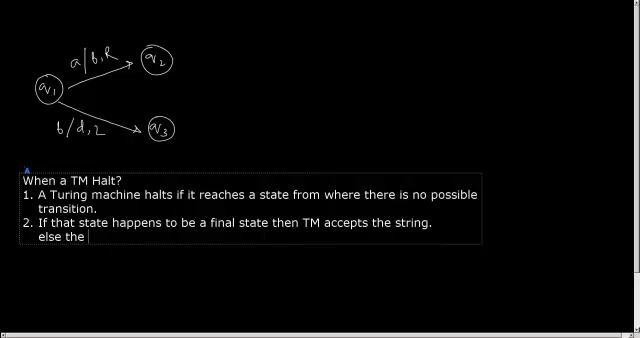 a/b,R
q2
q1
b/d,2
q3
When a TM Halt?
1. A Turing machine halts if it reaches a state from where there is no possible
transition.
2. If that state happens to be a final state then TM accepts the string.
else the